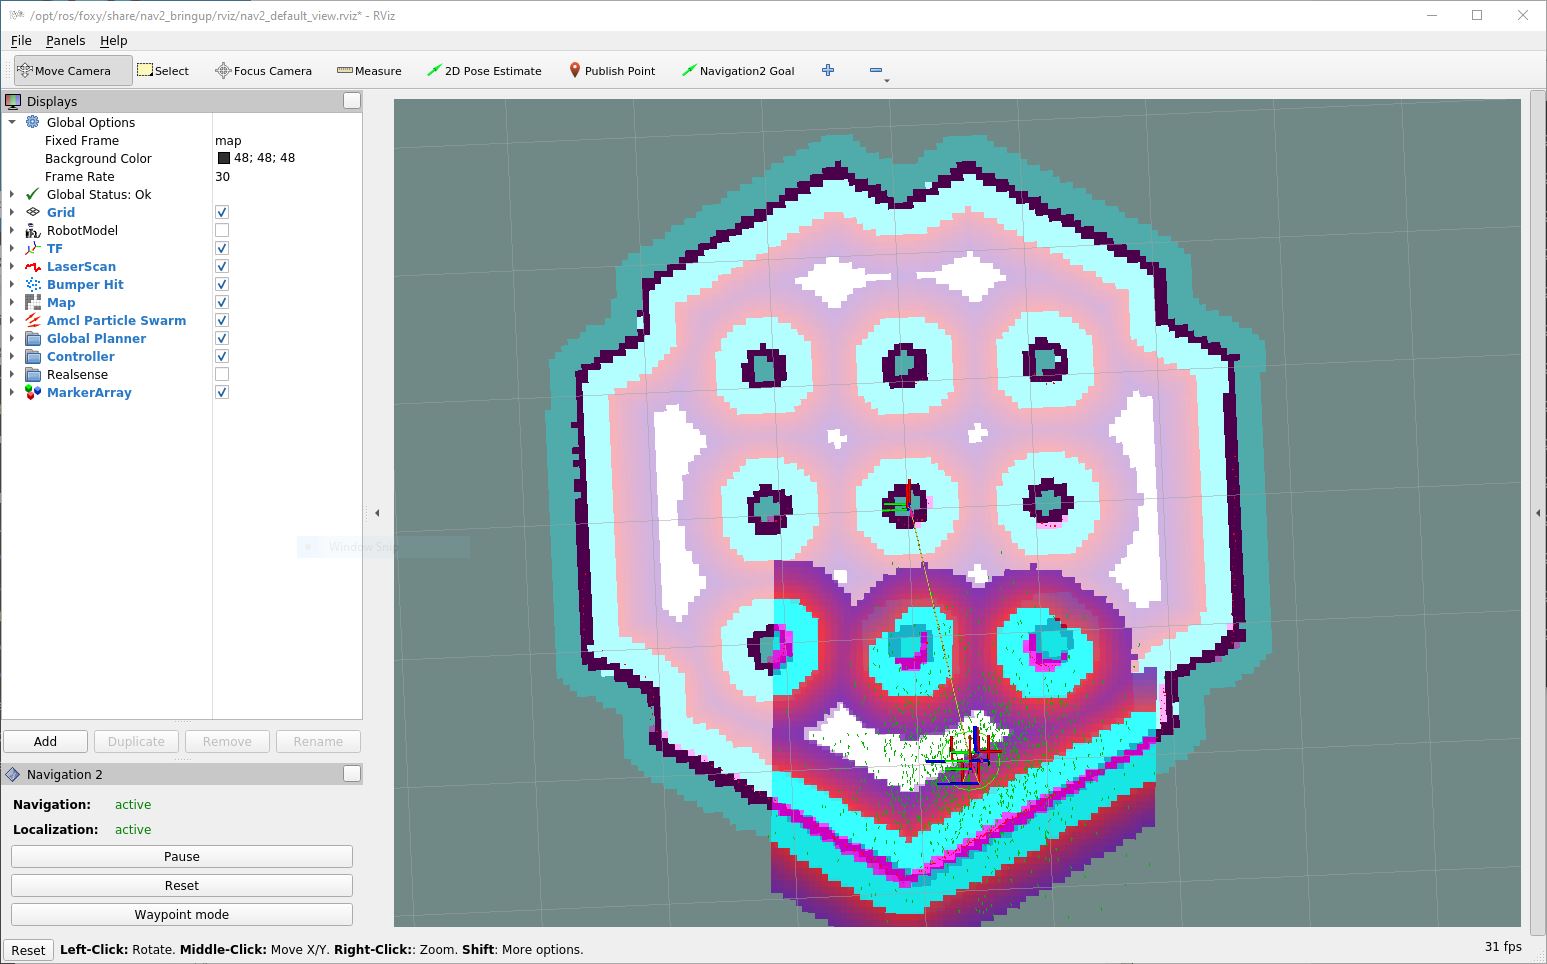 /opt/ros/foxy/share/nav2_bringup/rviz/nav2_default_view.rviz* - RViz
File Panels Help
Move Camera Select Focus Camera Measure 2D Pose Estimate Publish Point Navigation2 Goal
Displays
Global Options
Fixed Frame map
Background Color 48; 48; 48
Frame Rate 30
Global Status: Ok
Grid
RobotModel
TF
LaserScan
Bumper Hit
Map
Amcl Particle Swarm
Global Planner
Controller
Realsense
MarkerArray
Window Snip
Add Duplicate Remove Rename
Navigation 2
Navigation: active
Localization: active
Pause
Reset
Waypoint mode
Reset Left-Click: Rotate. Middle-Click: Move X/Y. Right-Click:: Zoom. Shift: More options. 31 fps